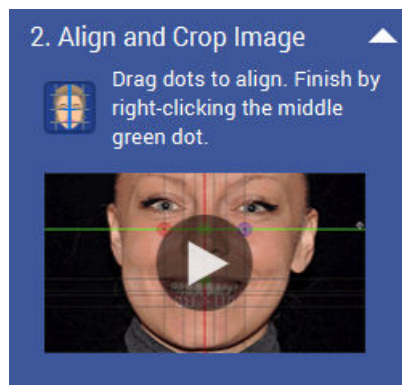 2. Align and Crop Image
Drag dots to align. Finish by
right-clicking the middle
green dot.